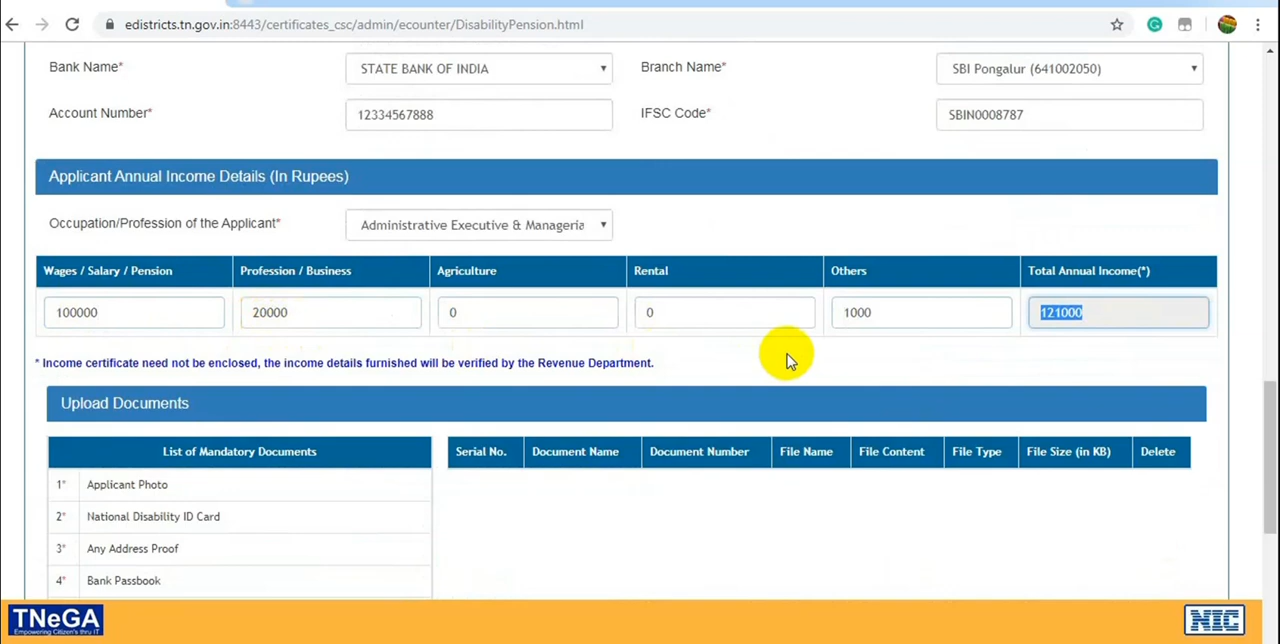 edistricts.tn.gov.in:8443/certificates_csc/admin/ecounter/DisabilityPension.html
Bank Name* STATE BANK OF INDIA Branch Name* SBI Pongalur (641002050)
Account Number* 12334567888 IFSC Code* SBIN0008787
Applicant Annual Income Details (In Rupees)
Occupation/Profession of the Applicant* Administrative Executive & Manageria
Wages / Salary / Pension Profession / Business Agriculture Rental Others Total Annual Income(*)
100000 20000 0 0 1000 121000
* Income certificate need not be enclosed, the income details furnished will be verified by the Revenue Department.
Upload Documents
List of Mandatory Documents Serial No. Document Name Document Number File Name File Content File Type File Size (in KB) Delete
1* Applicant Photo
2* National Disability ID Card
3* Any Address Proof
4* Bank Passbook
TNeGA NIC
Empowering Citizen's thru IT